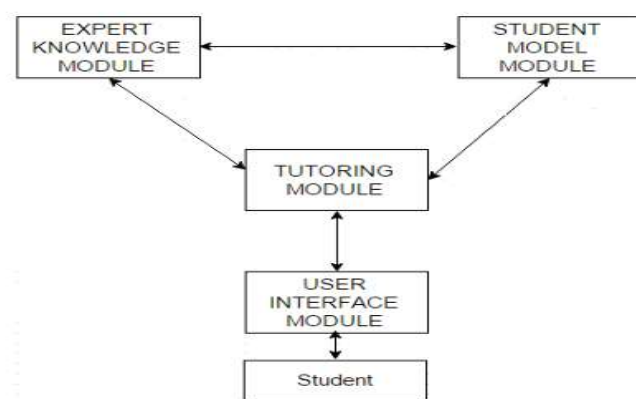 EXPERT
KNOWLEDGE
MODULE
STUDENT
MODEL
MODULE
TUTORING
MODULE
USER
INTERFACE
MODULE
Student